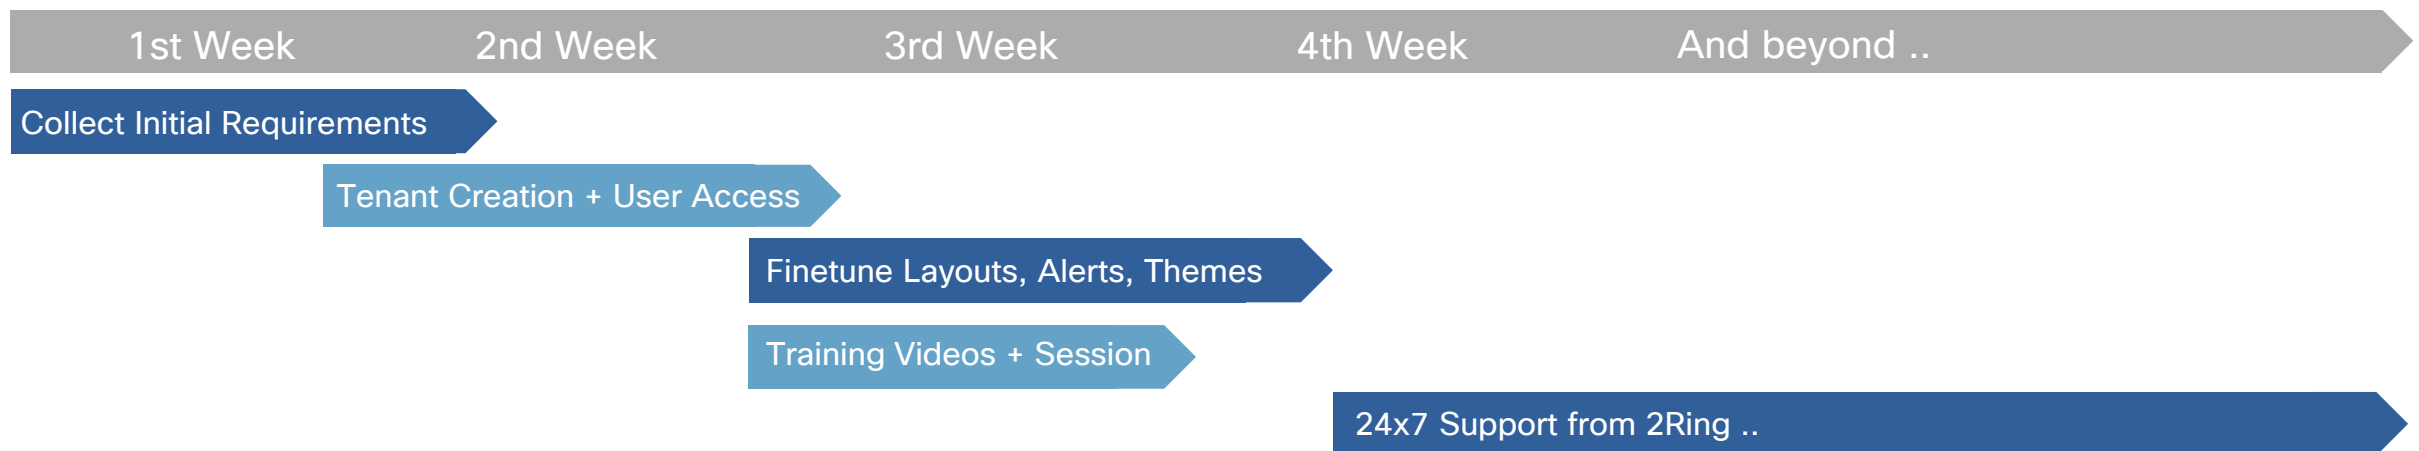 1st Week
2nd Week
3rd Week
4th Week
And beyond ..
Collect Initial Requirements
Tenant Creation + User Access
Finetune Layouts, Alerts, Themes
Training Videos + Session
24x7 Support from 2Ring ..